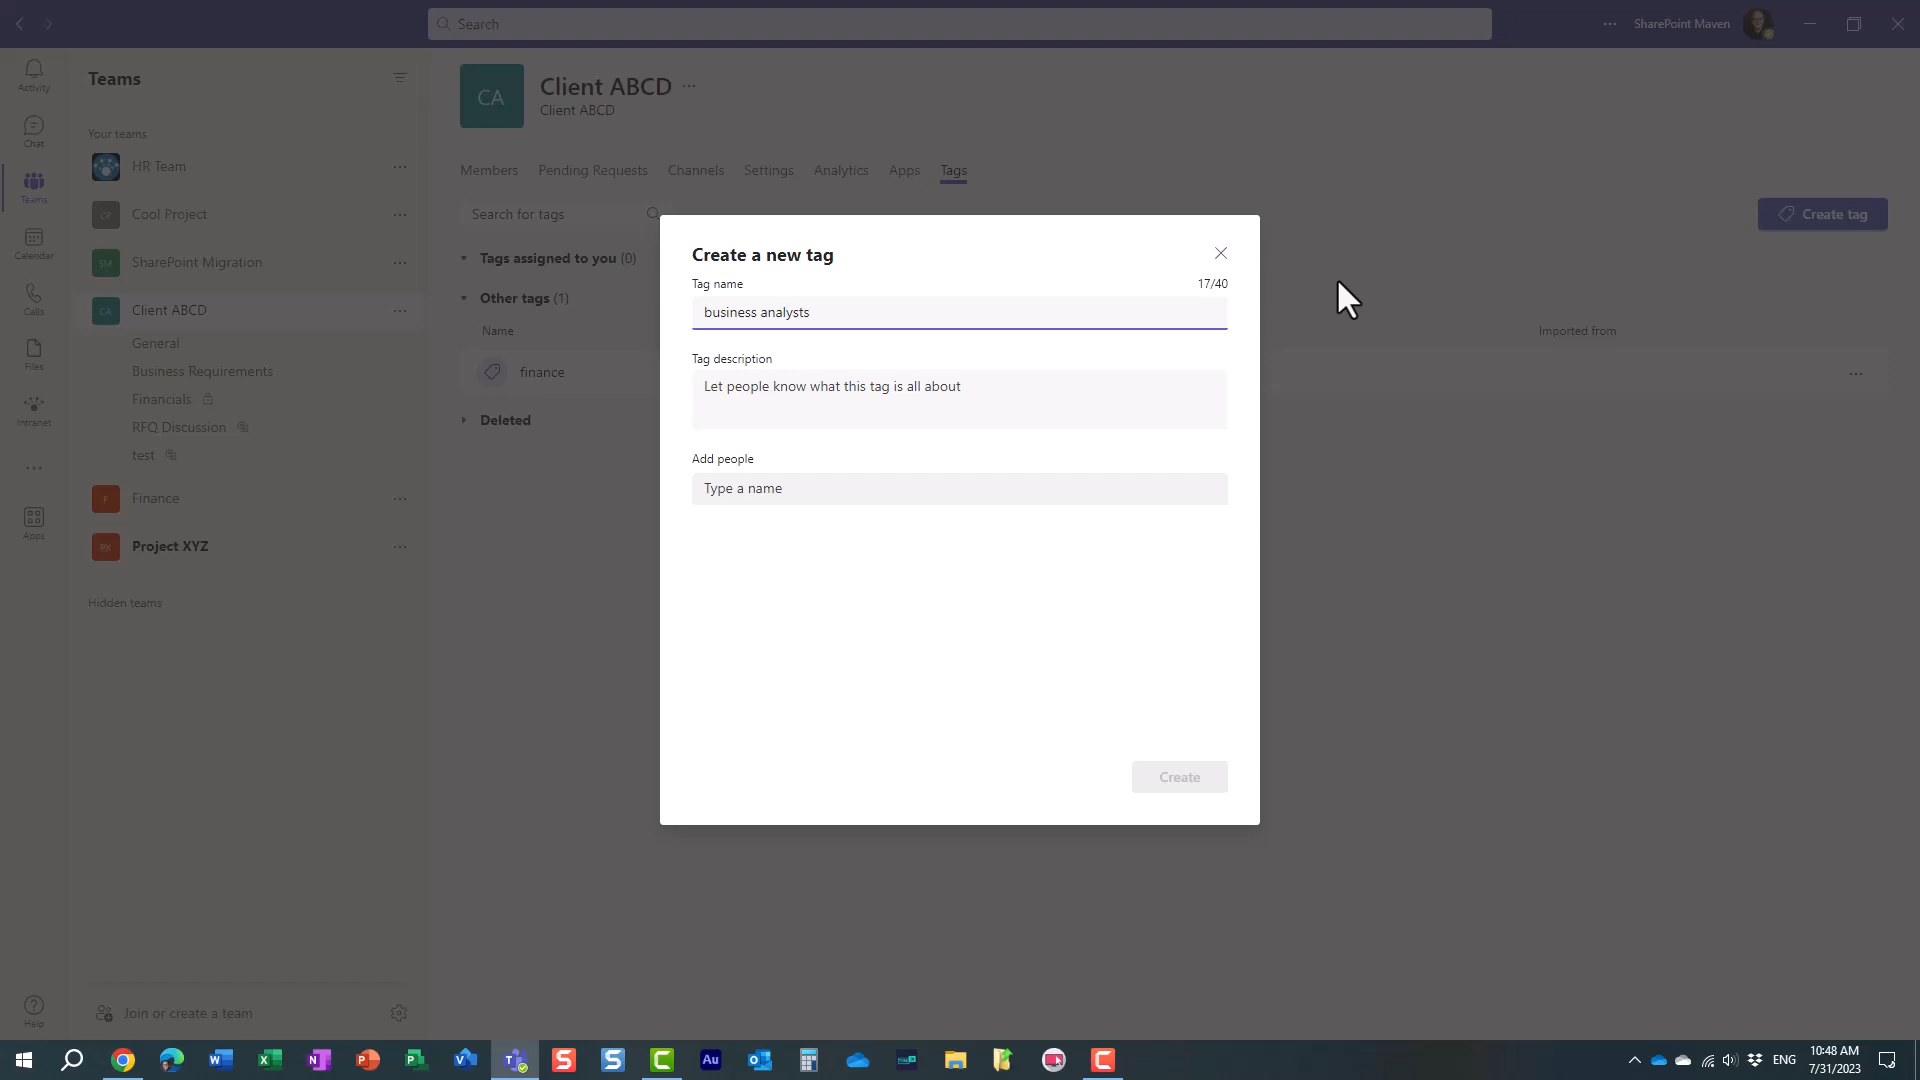 Search
SharePoint Maven
Activity
Chat
Teams
Calendar
Calls
Files
Intranet
Apps
Help
Teams
Your teams
HR Team
CP
Cool Project
SM
SharePoint Migration
CA
Client ABCD
General
Business Requirements
Financials
RFQ Discussion
test
F
Finance
PX
Project XYZ
Hidden teams
Join or create a team
CA
Client ABCD
Client ABCD
Members
Pending Requests
Channels
Settings
Analytics
Apps
Tags
Search for tags
Create tag
Tags assigned to you (0)
Other tags (1)
Name
Imported from
finance
Deleted
Create a new tag
Tag name
17/40
business analysts
Tag description
Let people know what this tag is all about
Add people
Type a name
Create
Au
ENG
10:48 AM
7/31/2023